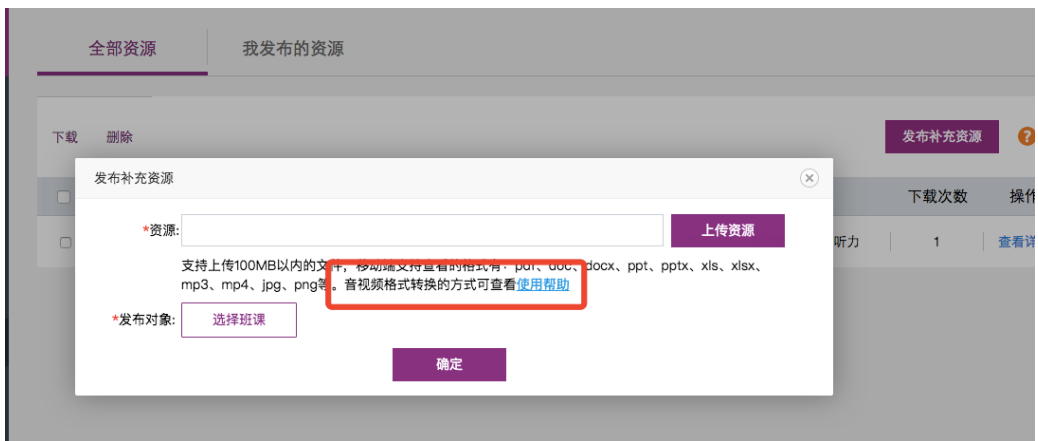 全部资源 我发布的资源
下载 删除 发布补充资源 ?
发布补充资源
下载次数 操作
*资源: 上传资源
听力 1 查看详
支持上传100MB以内的文件，移动端支持查看的格式有：pdf、doc、docx、ppt、pptx、xls、xlsx、
mp3、mp4、jpg、png等。音视频格式转换的方式可查看使用帮助
*发布对象: 选择班课
确定